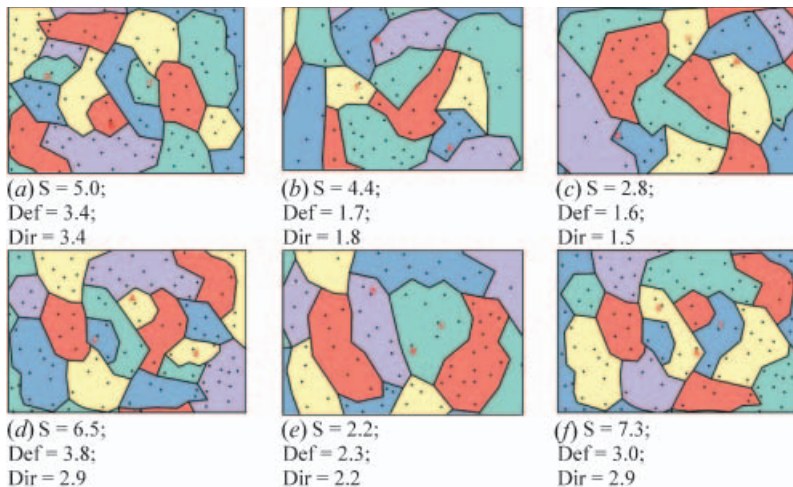 (a) S = 5.0;
Def = 3.4;
Dir = 3.4
(b) S = 4.4;
Def = 1.7;
Dir = 1.8
(c) S = 2.8;
Def = 1.6;
Dir = 1.5
(d) S = 6.5;
Def = 3.8;
Dir = 2.9
(e) S = 2.2;
Def = 2.3;
Dir = 2.2
(f) S = 7.3;
Def = 3.0;
Dir = 2.9